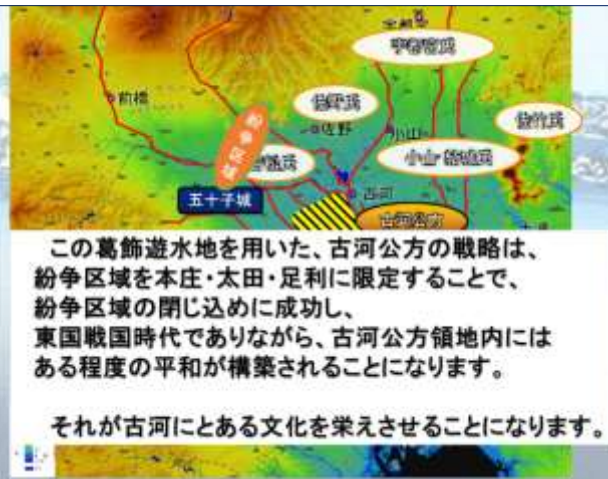 宇都宮氏
前橋
佐野氏
佐野
小山
佐竹氏
紛争区域
小山・結城氏
五十子城
古河
古河公方
この葛飾遊水地を用いた、古河公方の戦略は、
紛争区域を本庄・太田・足利に限定することで、
紛争区域の閉じ込めに成功し、
東国戦国時代でありながら、古河公方領地内には
ある程度の平和が構築されることになります。
それが古河にとある文化を栄えさせることになります。